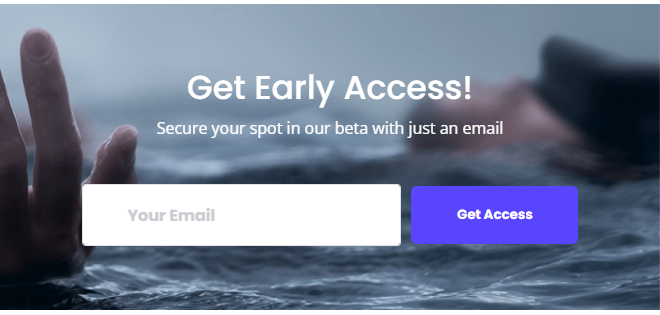 Get Early Access!
Secure your spot in our beta with just an email
Your Email
Get Access